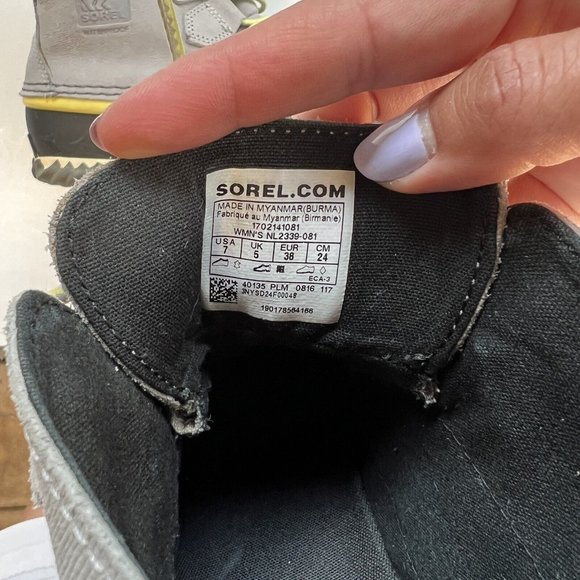 SOREL
WATERPROOF
SOREL.COM
MADE IN MYANMAR(BURMA)
Fabriqué au Myanmar (Birmanie)
1702141081
WMN'S NL2339-081
USA UK EUR CM
7 5 38 24
ECA-3
40135 PLM 0816 117
3NYSD24F00048
190178564166